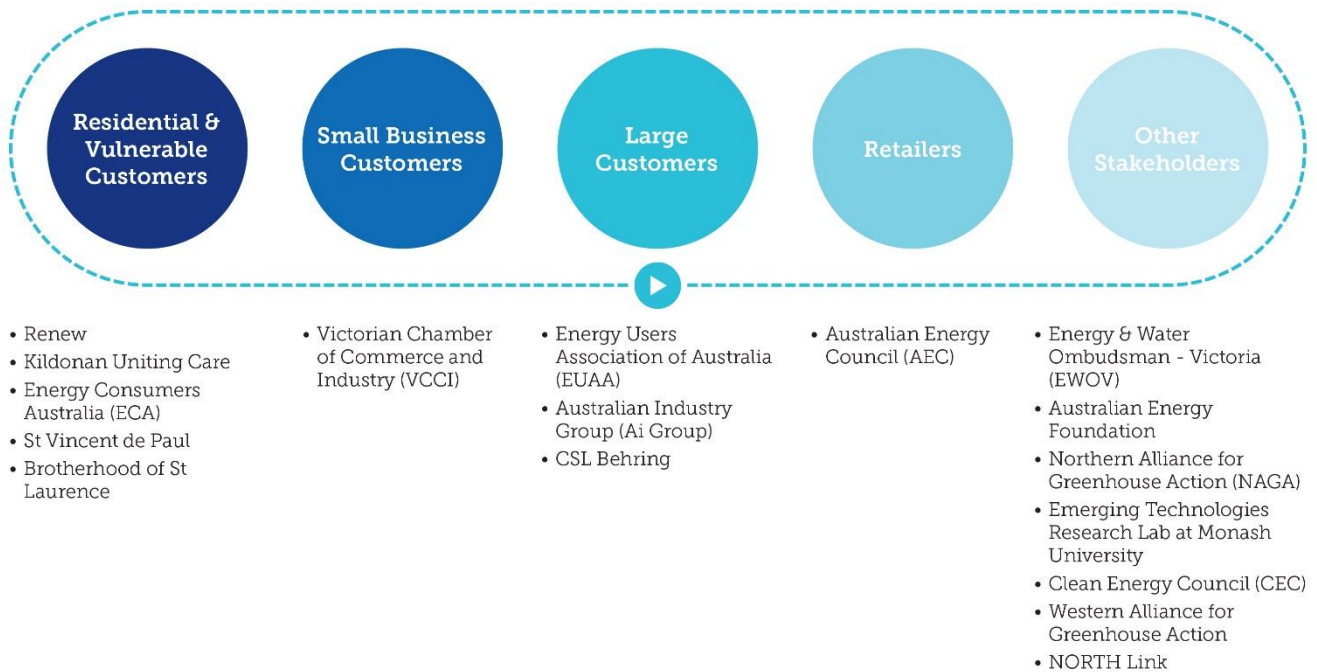 Residential &
Vulnerable
Customers
Small Business
Customers
Large
Customers
Retailers
Other
Stakeholders
• Renew
• Kildonan Uniting Care
• Energy Consumers
Australia (ECA)
• St Vincent de Paul
• Brotherhood of St
Laurence
• Victorian Chamber
of Commerce and
Industry (VCCI)
• Energy Users
Association of Australia
(EUAA)
• Australian Industry
Group (Ai Group)
• CSL Behring
• Australian Energy
Council (AEC)
• Energy & Water
Ombudsman - Victoria
(EWOV)
• Australian Energy
Foundation
• Northern Alliance for
Greenhouse Action (NAGA)
• Emerging Technologies
Research Lab at Monash
University
• Clean Energy Council (CEC)
• Western Alliance for
Greenhouse Action
• NORTH Link